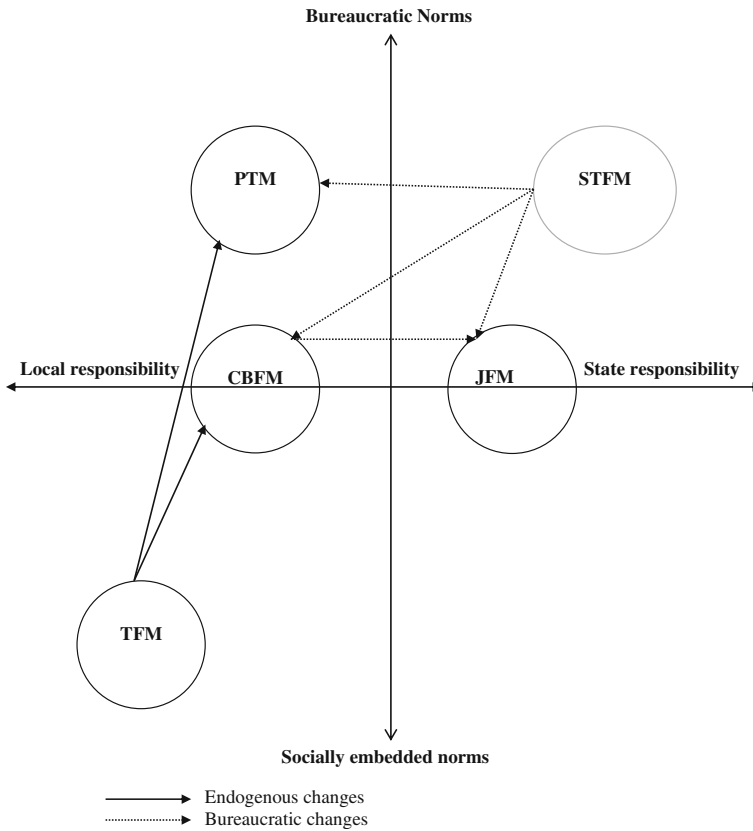 Bureaucratic Norms
PTM
STFM
Local responsibility
State responsibility
CBFM
JFM
TFM
Socially embedded norms
Endogenous changes
Bureaucratic changes